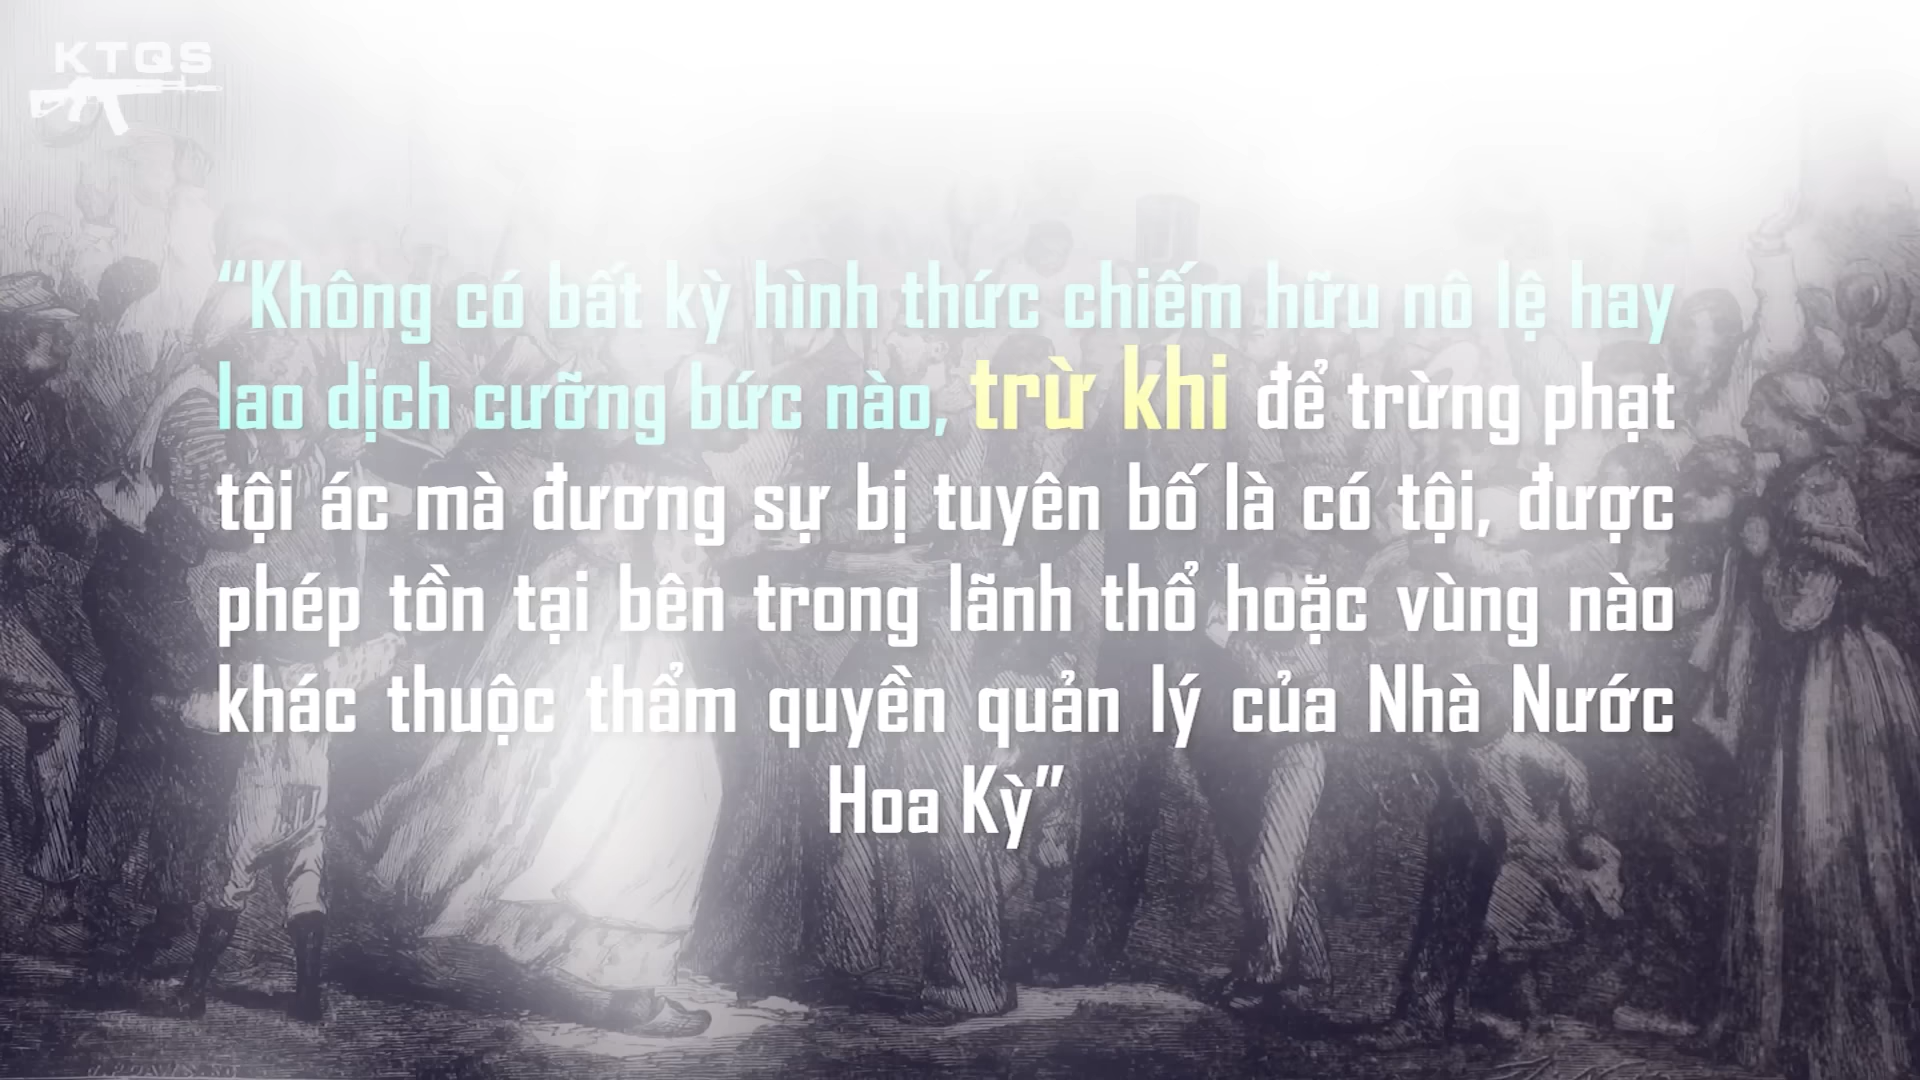 KTQS
“Không có bất kỳ hình thức chiếm hữu nô lệ hay
lao dịch cưỡng bức nào, trừ khi để trừng phạt
tội ác mà đương sự bị tuyên bố là có tội, được
phép tồn tại bên trong lãnh thổ hoặc vùng nào
khác thuộc thẩm quyền quản lý của Nhà Nước
Hoa Kỳ”